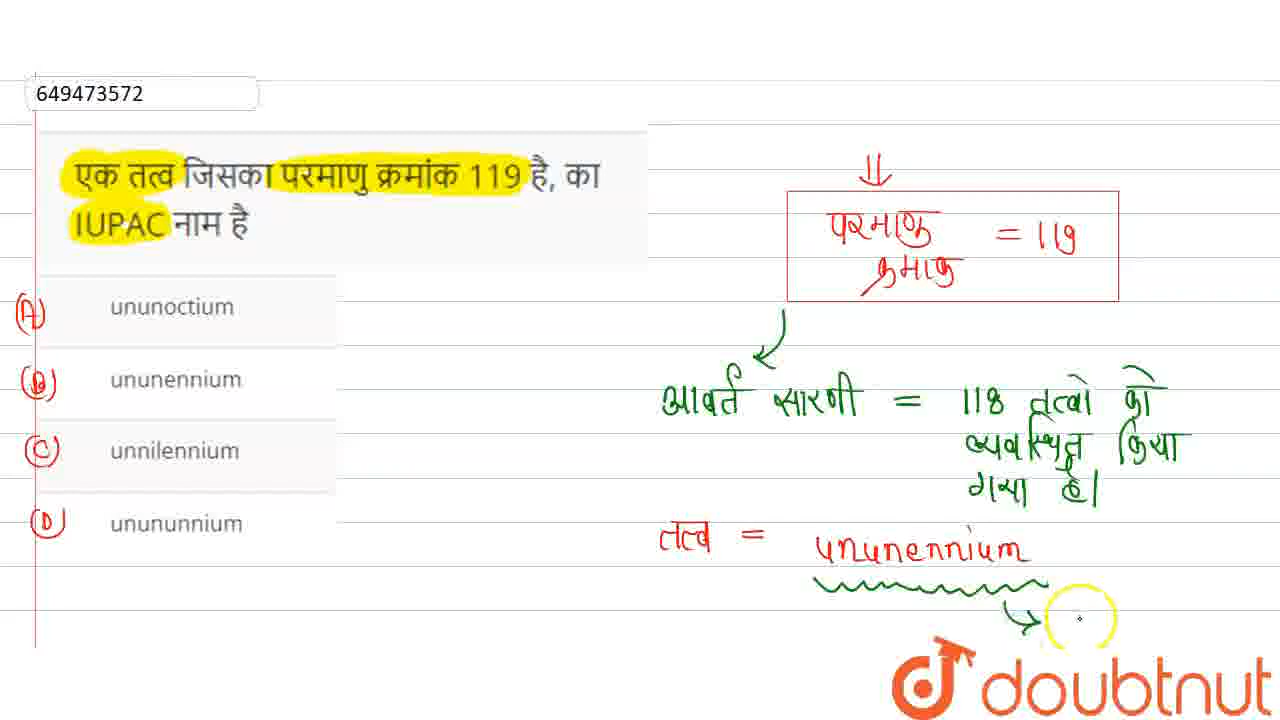 649473572
एक तत्व जिसका परमाणु क्रमांक 119 है, का
IUPAC नाम है
(A) ununoctium
(B) ununennium
(C) unnilennium
(D) unununnium
परमाणु
क्रमांक = 119
आवर्त सारणी = 118 तत्वो को
व्यवस्थित किया
गया है।
तत्व = ununennium
doubtnut